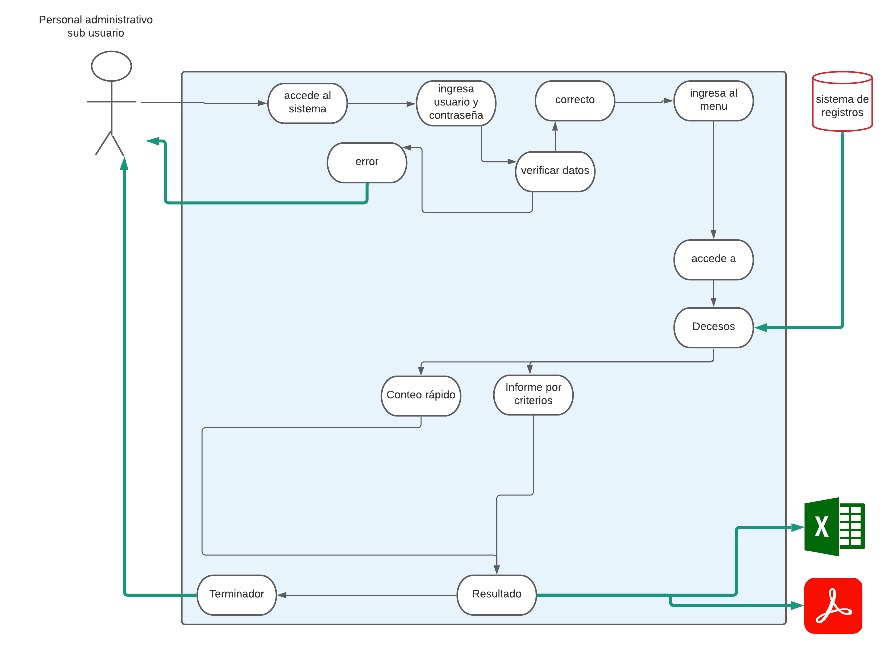 Personal administrativo
sub usuario
accede al
sistema
ingresa
usuario y
contraseña
correcto
ingresa al
menu
sistema de
registros
error
verificar datos
accede a
Decesos
Conteo rápido
Informe por
criterios
X
Terminador
Resultado